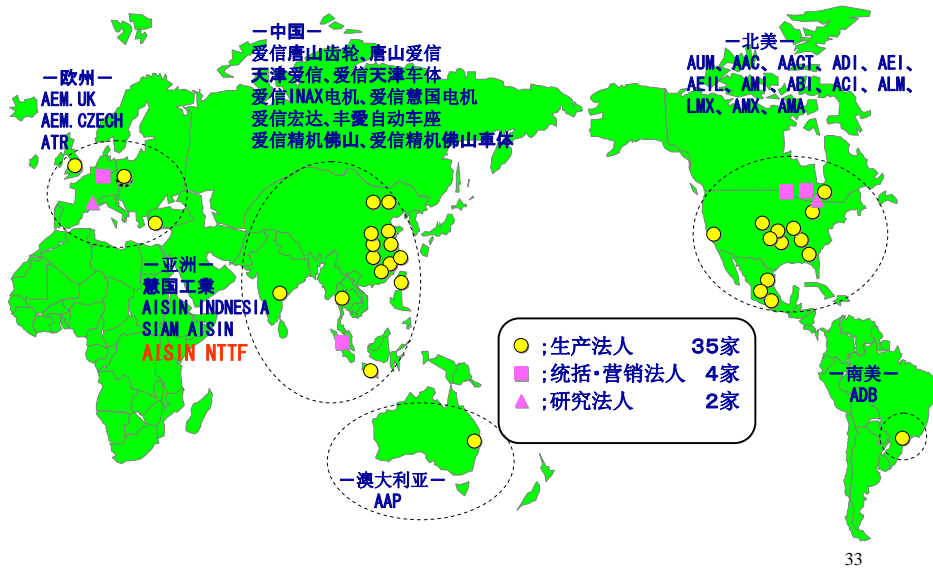 －欧州－
AEM.UK
AEM.CZECH
ATR
－中国－
爱信唐山齿轮、唐山爱信
天津爱信、爱信天津车体
爱信INAX电机、爱信慧国电机
爱信宏达、丰愛自动车座
爱信精机佛山、爱信精机佛山車体
－北美－
AUM、AAC、AACT、ADI、AEI、
AEIL、AMI、ABI、ACI、ALM、
LMX、AMX、AMA
－亚洲－
慧国工業
AISIN INDNESIA
SIAM AISIN
AISIN NTTF
;生产法人 35家
;统括・营销法人 4家
;研究法人 2家
－南美－
ADB
－澳大利亚－
AAP
33